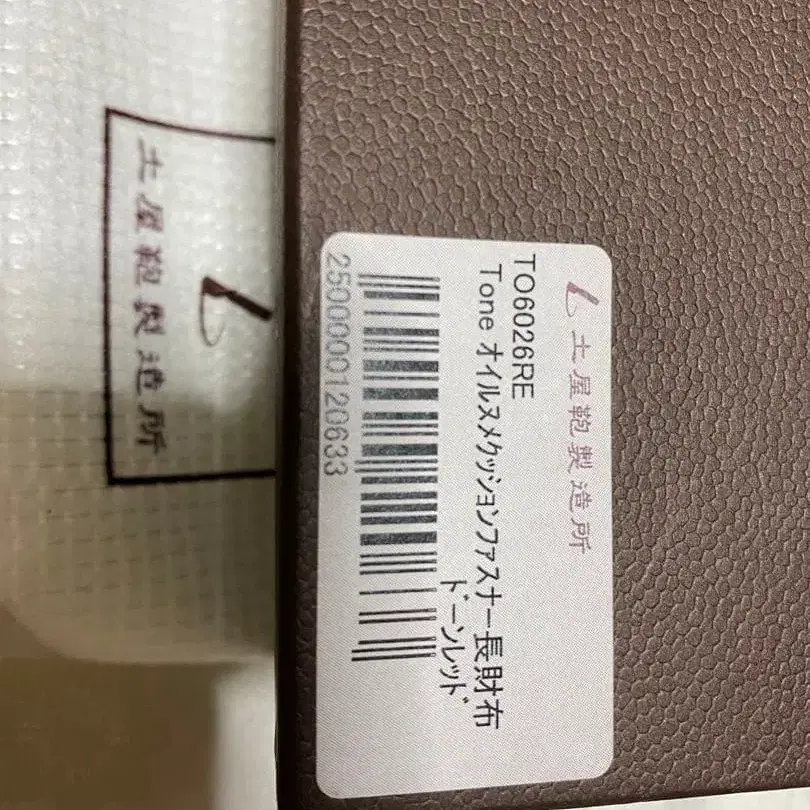 土屋鞄製造所
TO6026RE
Tone オイルヌメクッションファスナー長財布
ドーンレッド
2500000120633
土屋鞄製造所